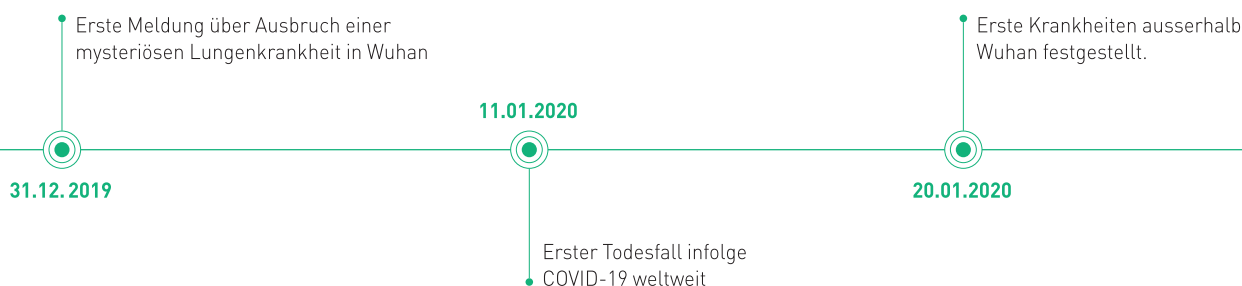 Erste Meldung über Ausbruch einer
mysteriösen Lungenkrankheit in Wuhan
31.12.2019
11.01.2020
Erster Todesfall infolge
COVID-19 weltweit
Erste Krankheiten ausserhalb
Wuhan festgestellt.
20.01.2020